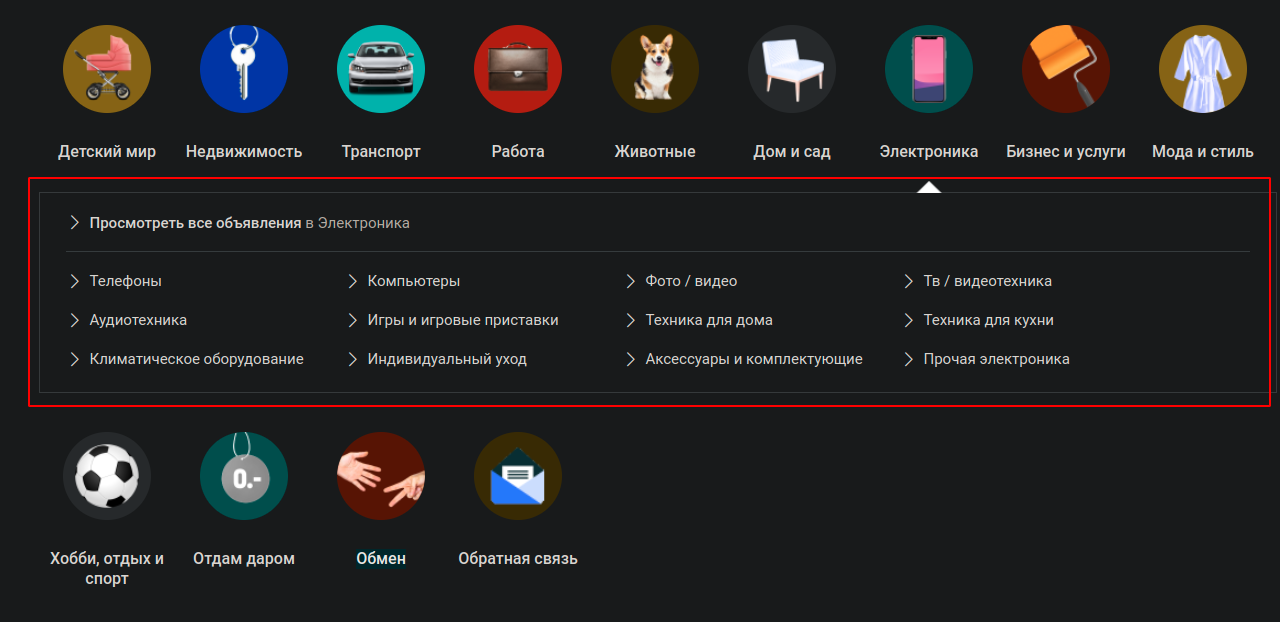 Детский мир
Недвижимость
Транспорт
Работа
Животные
Дом и сад
Электроника
Бизнес и услуги
Мода и стиль
Просмотреть все объявления в Электроника
Телефоны
Компьютеры
Фото / видео
Тв / видеотехника
Аудиотехника
Игры и игровые приставки
Техника для дома
Техника для кухни
Климатическое оборудование
Индивидуальный уход
Аксессуары и комплектующие
Прочая электроника
0.-
Хобби, отдых и
спорт
Отдам даром
Обмен
Обратная связь